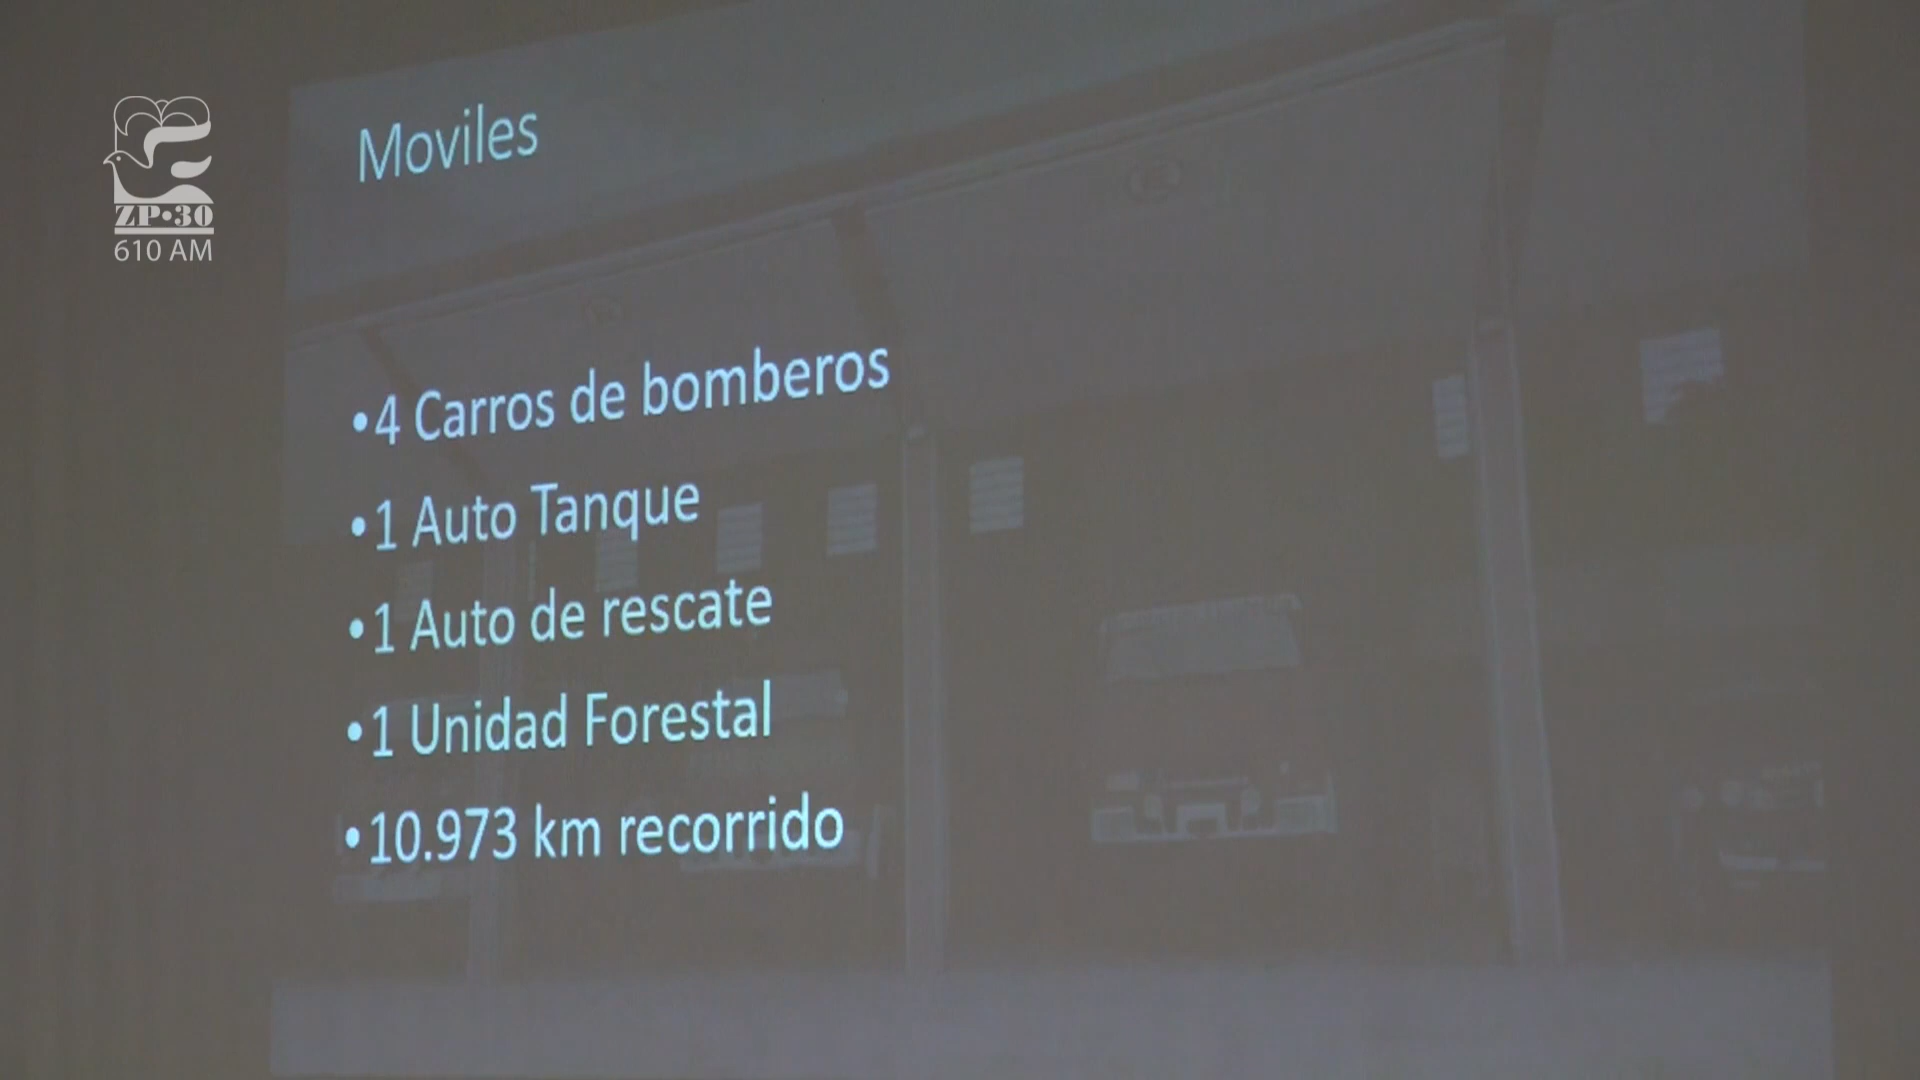 ZP•30
610 AM
Moviles
•4 Carros de bomberos
•1 Auto Tanque
•1 Auto de rescate
•1 Unidad Forestal
•10.973 km recorrido